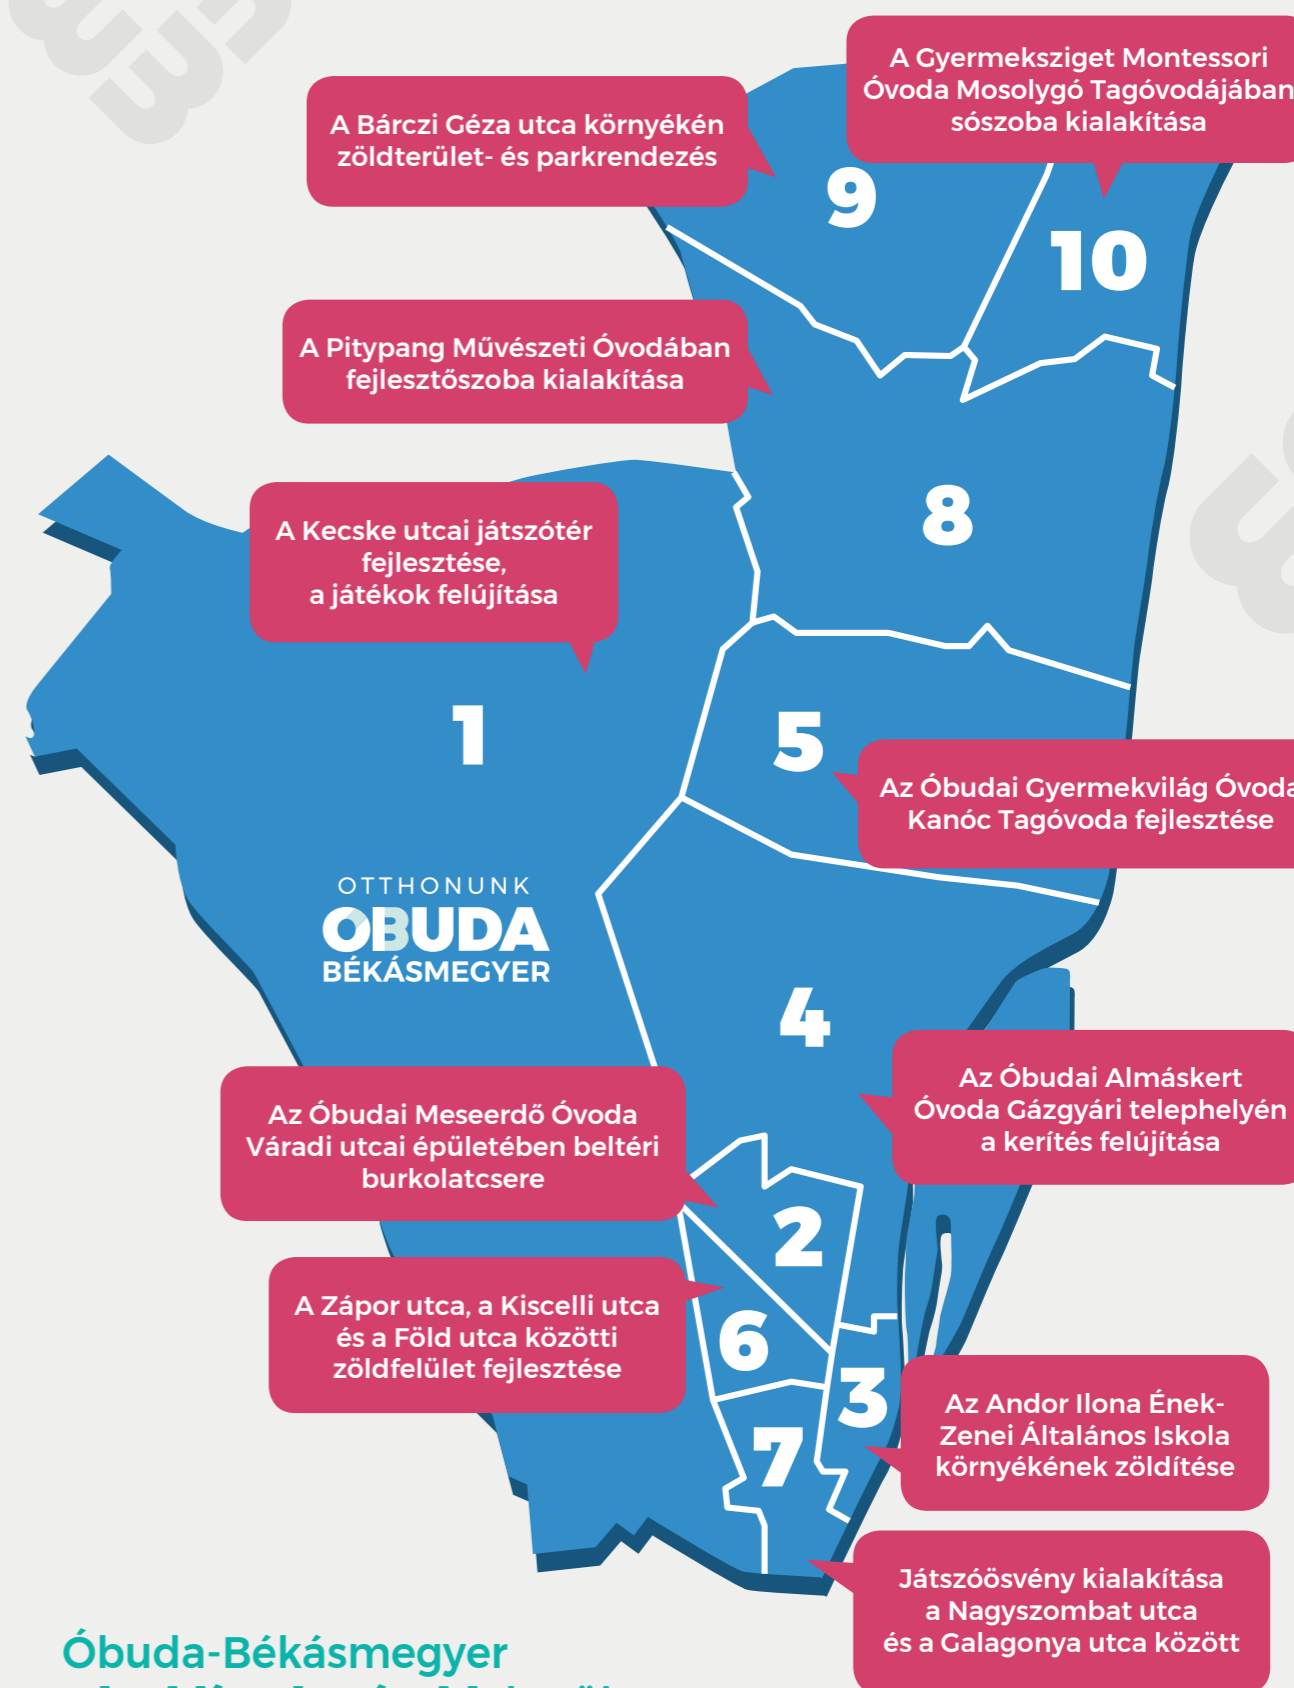 A Gyermeksziget Montessori
Óvoda Mosolygó Tagóvodájában
sószoba kialakítása
A Bárczi Géza utca környékén
zöldterület- és parkrendezés
9
10
A Pitypang Művészeti Óvodában
fejlesztőszoba kialakítása
8
A Kecske utcai játszótér
fejlesztése,
a játékok felújítása
1
5
Az Óbudai Gyermekvilág Óvoda
Kanóc Tagóvoda fejlesztése
OTTHONUNK
OBUDA
BÉKÁSMEGYER
4
Az Óbudai Almáskert
Óvoda Gázgyári telephelyén
a kerítés felújítása
Az Óbudai Meseerdő Óvoda
Váradi utcai épületében beltéri
burkolatcsere
2
A Zápor utca, a Kiscelli utca
és a Föld utca közötti
zöldfelület fejlesztése
6
3
7
Az Andor Ilona Ének-
Zenei Általános Iskola
környékének zöldítése
Játszóösvény kialakítása
a Nagyszombat utca
és a Galagonya utca között
Óbuda-Békásmegyer